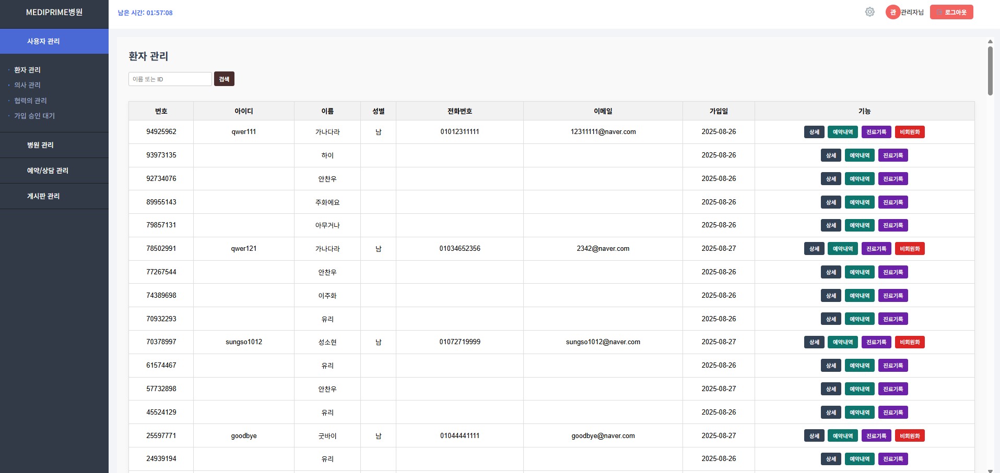 MEDIPRIME병원
남은 시간: 01:57:08
관 관리자님 로그아웃
사용자 관리
· 환자 관리
· 의사 관리
· 협력의 관리
· 가입 승인 대기
병원 관리
예약/상담 관리
게시판 관리
환자 관리
이름 또는 ID 검색
번호 아이디 이름 성별 전화번호 이메일 가입일 기능
94925962 qwer111 가나다라 남 01012311111 12311111@naver.com 2025-08-26 상세 예약내역 진료기록 비회원화
93973135 하이 2025-08-26 상세 예약내역 진료기록
92734076 안찬우 2025-08-26 상세 예약내역 진료기록
89955143 주화에요 2025-08-26 상세 예약내역 진료기록
79857131 아무거나 2025-08-26 상세 예약내역 진료기록
78502991 qwer121 가나다라 남 01034652356 2342@naver.com 2025-08-27 상세 예약내역 진료기록 비회원화
77267544 안찬우 2025-08-26 상세 예약내역 진료기록
74389698 이주화 2025-08-26 상세 예약내역 진료기록
70932293 유리 2025-08-26 상세 예약내역 진료기록
70378997 sungso1012 성소현 남 01072719999 sungso1012@naver.com 2025-08-27 상세 예약내역 진료기록 비회원화
61574467 유리 2025-08-26 상세 예약내역 진료기록
57732898 안찬우 2025-08-27 상세 예약내역 진료기록
45524129 유리 2025-08-26 상세 예약내역 진료기록
25597771 goodbye 굿바이 남 01044441111 goodbye@naver.com 2025-08-27 상세 예약내역 진료기록 비회원화
24939194 유리 2025-08-26 상세 예약내역 진료기록